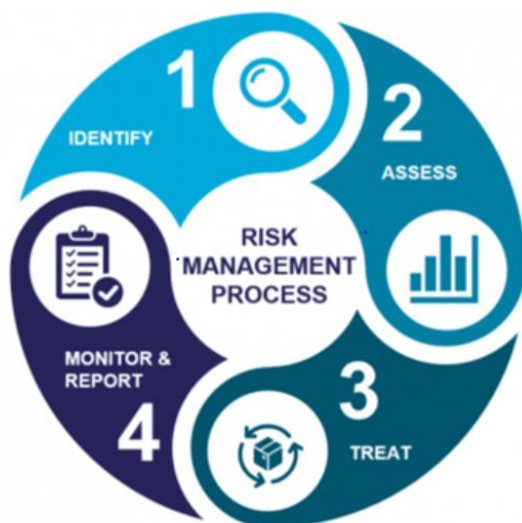 1
IDENTIFY
2
ASSESS
RISK
MANAGEMENT
PROCESS
3
TREAT
MONITOR &
REPORT
4